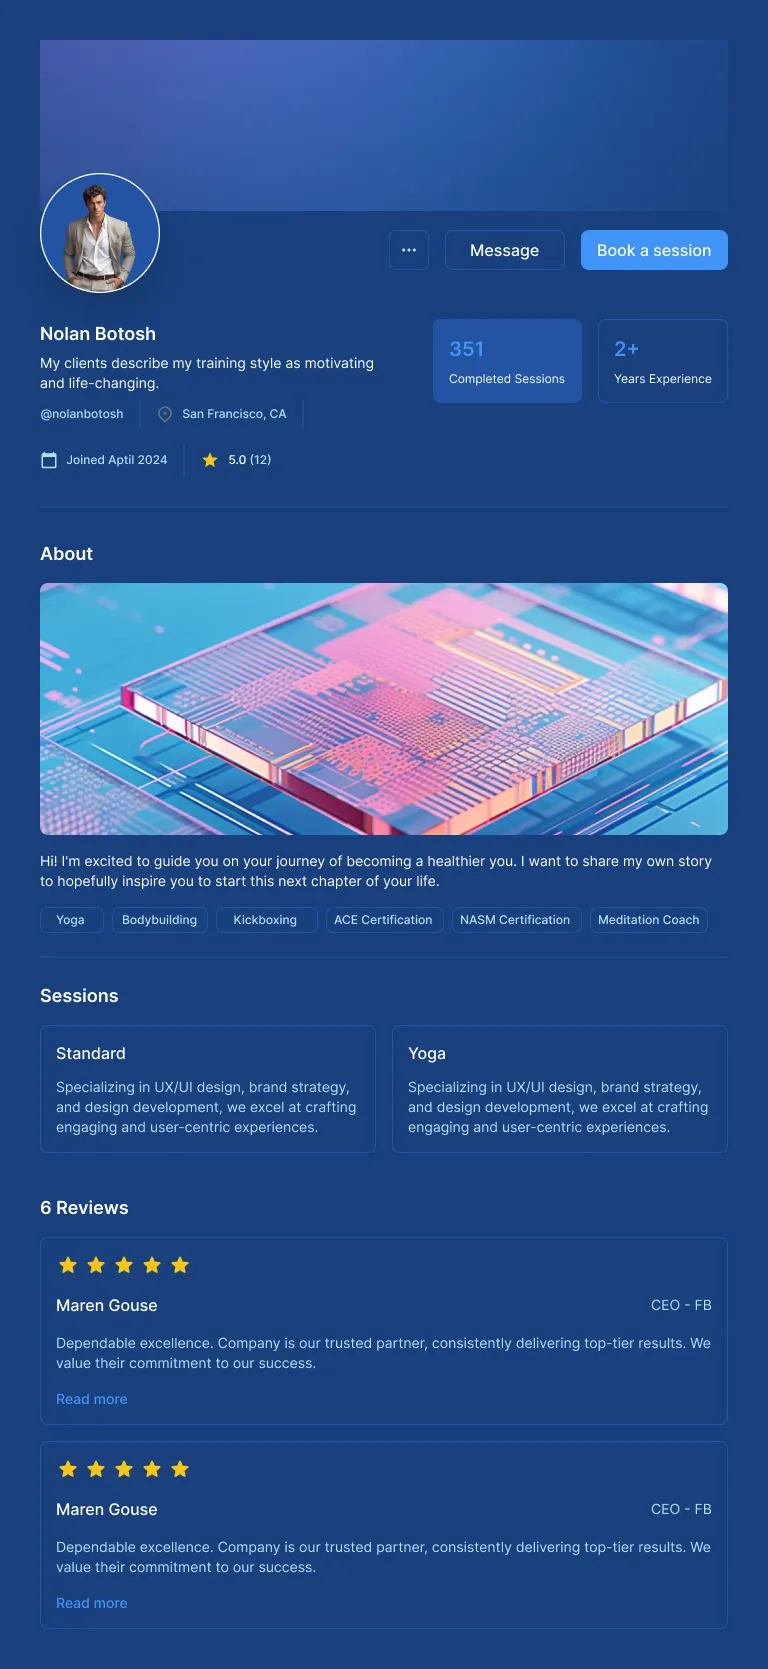 Message
Book a session
Nolan Botosh
My clients describe my training style as motivating
and life-changing.
@nolanbotosh
San Francisco, CA
Joined Aptil 2024
5.0 (12)
351
Completed Sessions
2+
Years Experience
About
Hi! I'm excited to guide you on your journey of becoming a healthier you. I want to share my own story
to hopefully inspire you to start this next chapter of your life.
Yoga
Bodybuilding
Kickboxing
ACE Certification
NASM Certification
Meditation Coach
Sessions
Standard
Specializing in UX/UI design, brand strategy,
and design development, we excel at crafting
engaging and user-centric experiences.
Yoga
Specializing in UX/UI design, brand strategy,
and design development, we excel at crafting
engaging and user-centric experiences.
6 Reviews
Maren Gouse
CEO - FB
Dependable excellence. Company is our trusted partner, consistently delivering top-tier results. We
value their commitment to our success.
Read more
Maren Gouse
CEO - FB
Dependable excellence. Company is our trusted partner, consistently delivering top-tier results. We
value their commitment to our success.
Read more